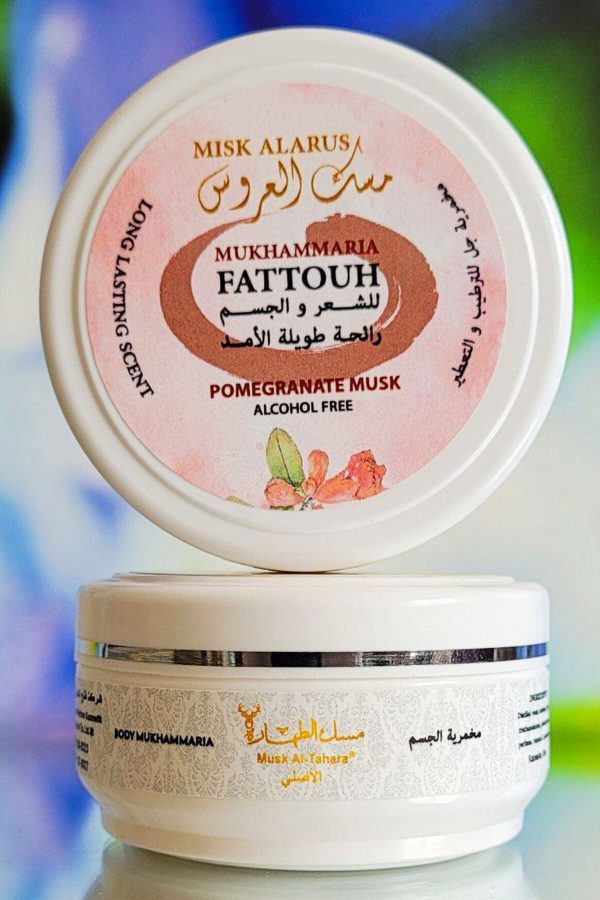 MISK ALARUS
مسك العروس
LONG LASTING SCENT
MUKHAMMARIA
FATTOUH
للشعر و الجسم
رائحة طويلة الأمد
مخمرية جل للترطيب و التعطير
POMEGRANATE MUSK
ALCOHOL FREE
BODY MUKHAMMARIA
مسك الطهارة
Musk Al-Tahara®
الأصلي
مخمرية الجسم